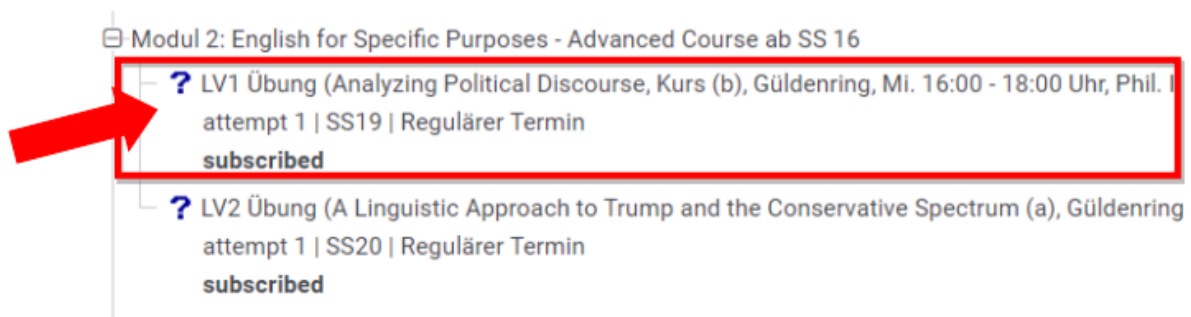 Modul 2: English for Specific Purposes - Advanced Course ab SS 16
? LV1 Übung (Analyzing Political Discourse, Kurs (b), Güldenring, Mi. 16:00 - 18:00 Uhr, Phil.
attempt 1 | SS19 | Regulärer Termin
subscribed
? LV2 Übung (A Linguistic Approach to Trump and the Conservative Spectrum (a), Güldenring
attempt 1 | SS20 | Regulärer Termin
subscribed